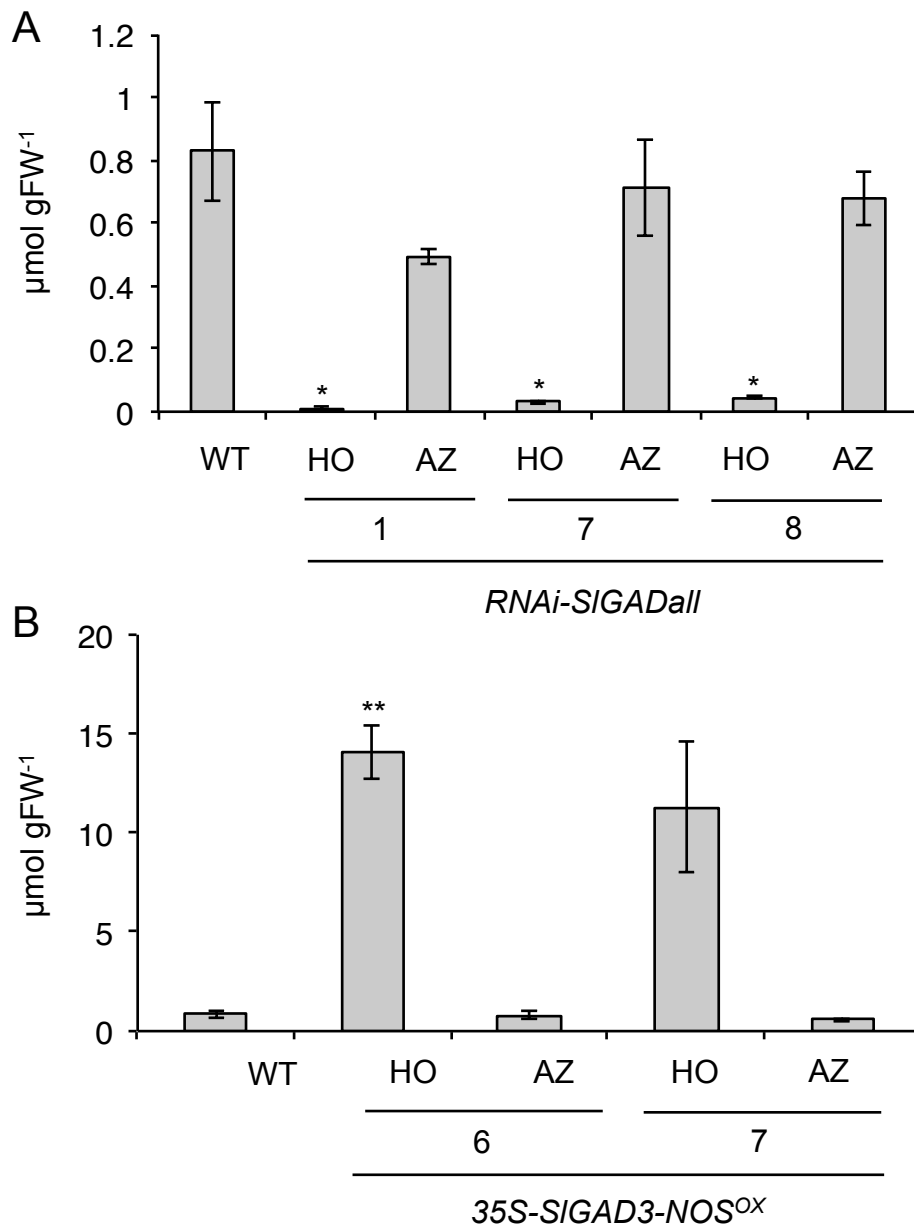 A
1.2
1
0.8
0.6
0.4
0.2
0
µmol gFW-1
* * *
WT HO AZ HO AZ HO AZ
1 7 8
RNAi-SlGADall
B
20
15
10
5
0
µmol gFW-1
**
WT HO AZ HO AZ
6 7
35S-SlGAD3-NOSOX